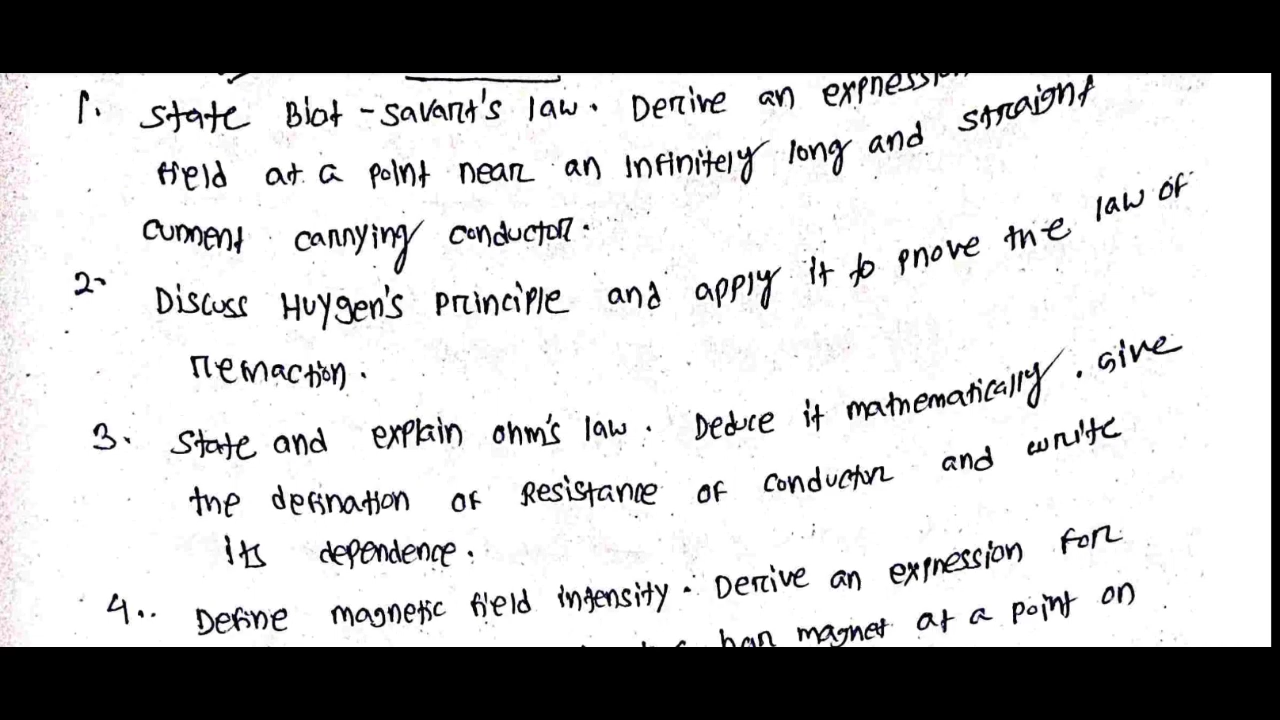 1. State Biot - Savart's law. Derive an
field at a point near an infinitely long and straight
current carrying conductor.
2. Discuss Huygen's principle and apply it to prove the law of
refraction.
3. State and explain ohm's law. Deduce it mathematically. Give
the defination of Resistance of conductor and write
its dependence.
4.. Define magnetic field intensity. Derive an expression for
bar magnet at a point on